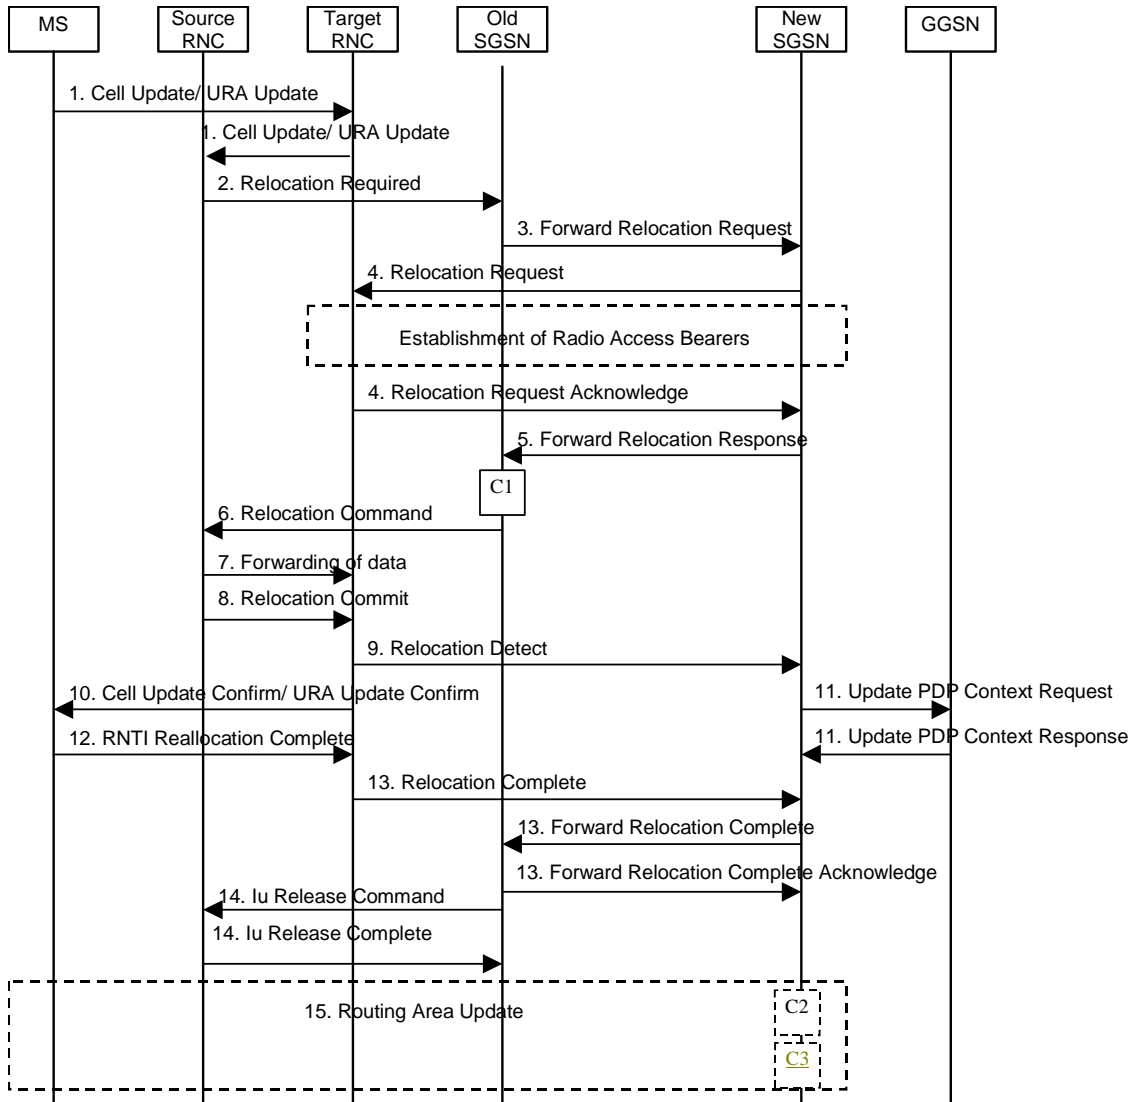 MS
Source
RNC
Target
RNC
Old
SGSN
New
SGSN
GGSN
1. Cell Update/ URA Update
1. Cell Update/ URA Update
2. Relocation Required
3. Forward Relocation Request
4. Relocation Request
Establishment of Radio Access Bearers
4. Relocation Request Acknowledge
5. Forward Relocation Response
C1
6. Relocation Command
7. Forwarding of data
8. Relocation Commit
9. Relocation Detect
10. Cell Update Confirm/ URA Update Confirm
11. Update PDP Context Request
12. RNTI Reallocation Complete
11. Update PDP Context Response
13. Relocation Complete
13. Forward Relocation Complete
13. Forward Relocation Complete Acknowledge
14. Iu Release Command
14. Iu Release Complete
15. Routing Area Update
C2
C3